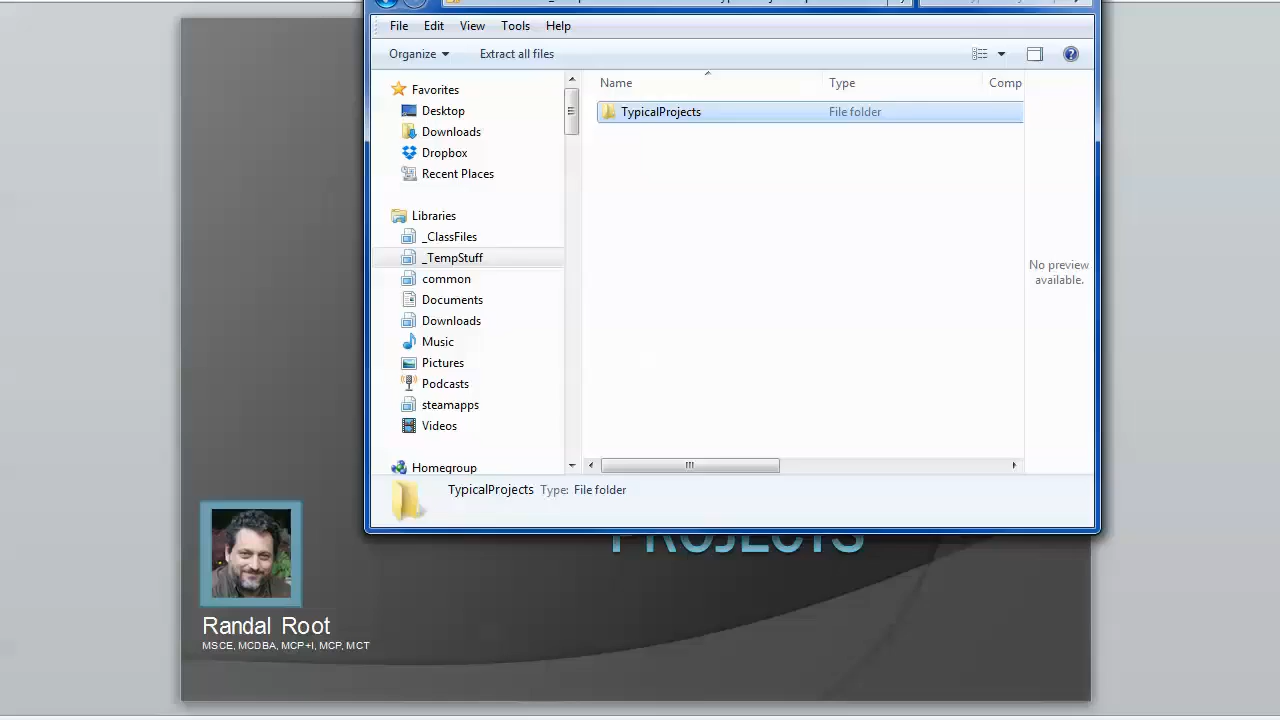 File Edit View Tools Help
Organize Extract all files
Name Type Comp
Favorites
Desktop
Downloads
Dropbox
Recent Places
Libraries
_ClassFiles
_TempStuff
common
Documents
Downloads
Music
Pictures
Podcasts
steamapps
Videos
Homegroup
TypicalProjects File folder
No preview
available.
TypicalProjects Type: File folder
PROJECTS
Randal Root
MSCE, MCDBA, MCP+I, MCP, MCT